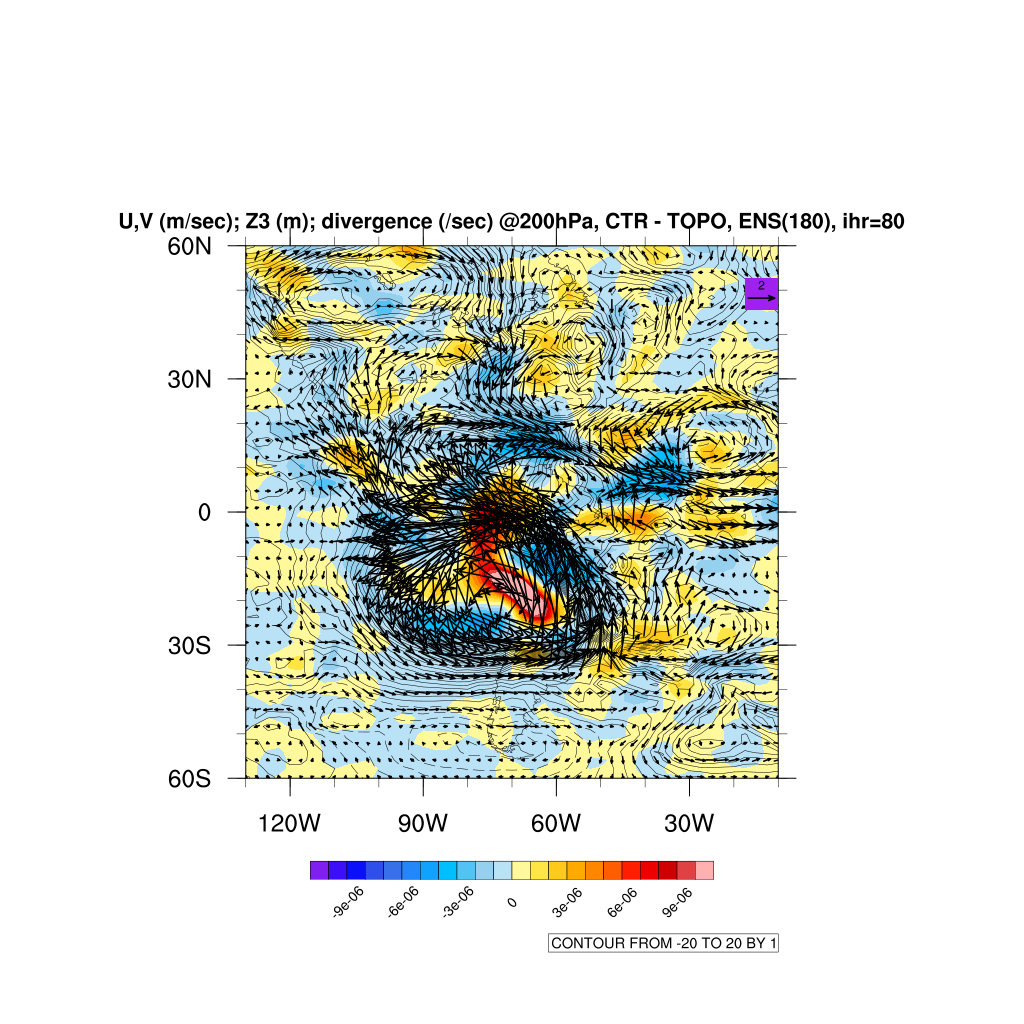 U,V (m/sec); Z3 (m); divergence (/sec) @200hPa, CTR - TOPO, ENS(180), ihr=80
60N
2
30N
0
30S
60S
120W 90W 60W 30W
-9e-06 -6e-06 -3e-06 0 3e-06 6e-06 9e-06
CONTOUR FROM -20 TO 20 BY 1